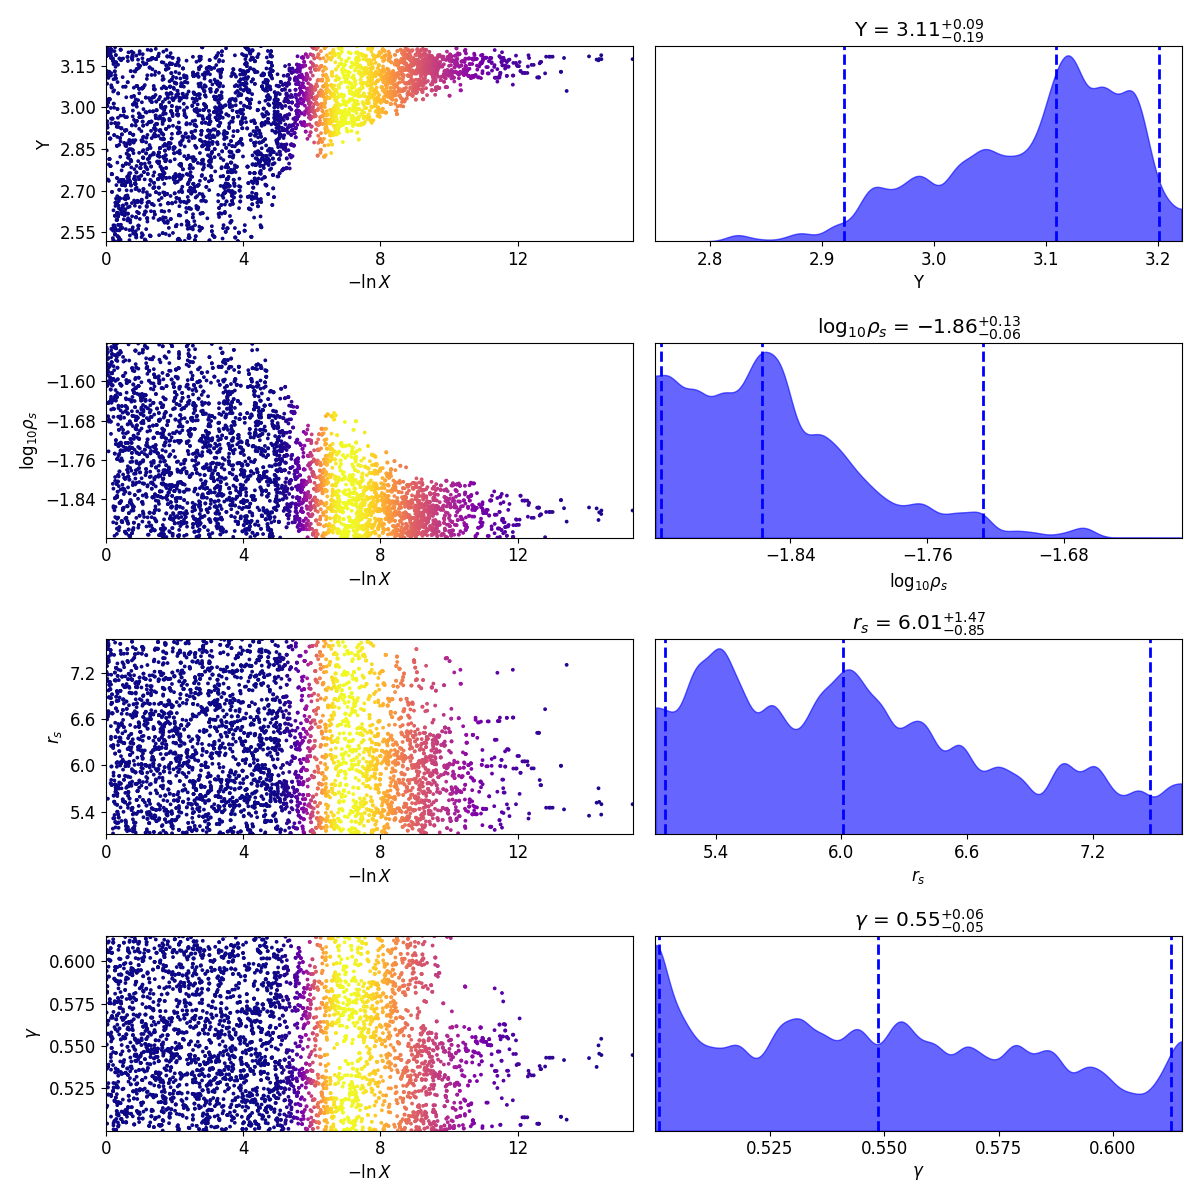 Y = 3.11^{+0.09}_{-0.19}
3.15
3.00
2.85
2.70
2.55
Y
0 4 8 12
−ln X
2.8 2.9 3.0 3.1 3.2
Y
log₁₀ρₛ = −1.86^{+0.13}_{-0.06}
−1.60
−1.68
−1.76
−1.84
log₁₀ρₛ
0 4 8 12
−ln X
−1.84 −1.76 −1.68
log₁₀ρₛ
rₛ = 6.01^{+1.47}_{-0.85}
7.2
6.6
6.0
5.4
rₛ
0 4 8 12
−ln X
5.4 6.0 6.6 7.2
rₛ
γ = 0.55^{+0.06}_{-0.05}
0.600
0.575
0.550
0.525
γ
0 4 8 12
−ln X
0.525 0.550 0.575 0.600
γ